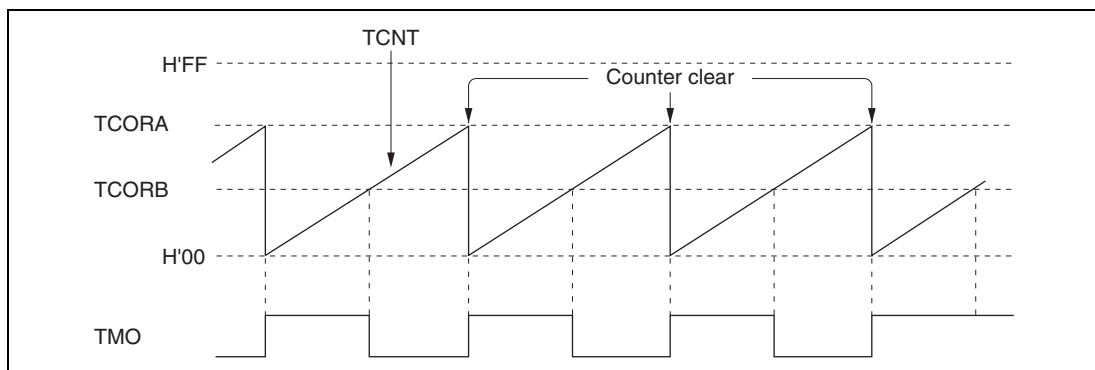 TCNT
H'FF
Counter clear
TCORA
TCORB
H'00
TMO